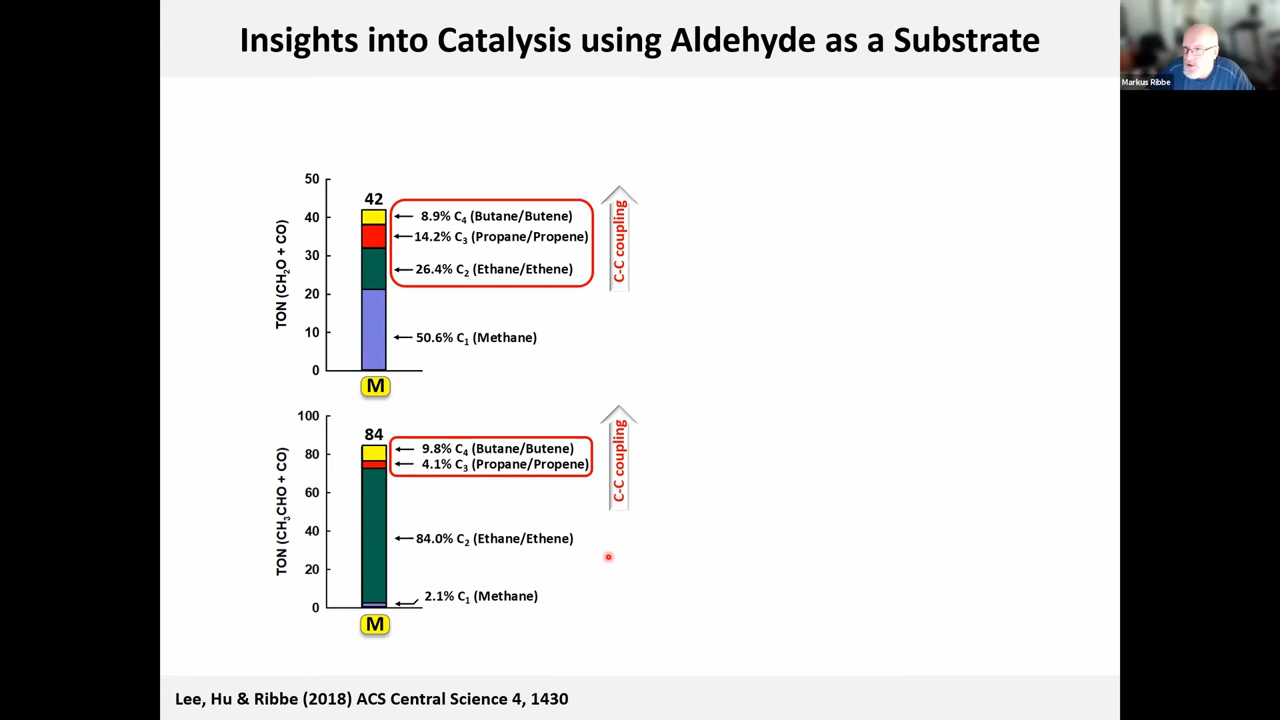 Insights into Catalysis using Aldehyde as a Substrate
Markus Ribbe
50
40
30
20
10
0
TON (CH₂O + CO)
42
8.9% C₄ (Butane/Butene)
14.2% C₃ (Propane/Propene)
26.4% C₂ (Ethane/Ethene)
50.6% C₁ (Methane)
C-C coupling
M
100
80
60
40
20
0
TON (CH₃CHO + CO)
84
9.8% C₄ (Butane/Butene)
4.1% C₃ (Propane/Propene)
84.0% C₂ (Ethane/Ethene)
2.1% C₁ (Methane)
C-C coupling
M
Lee, Hu & Ribbe (2018) ACS Central Science 4, 1430